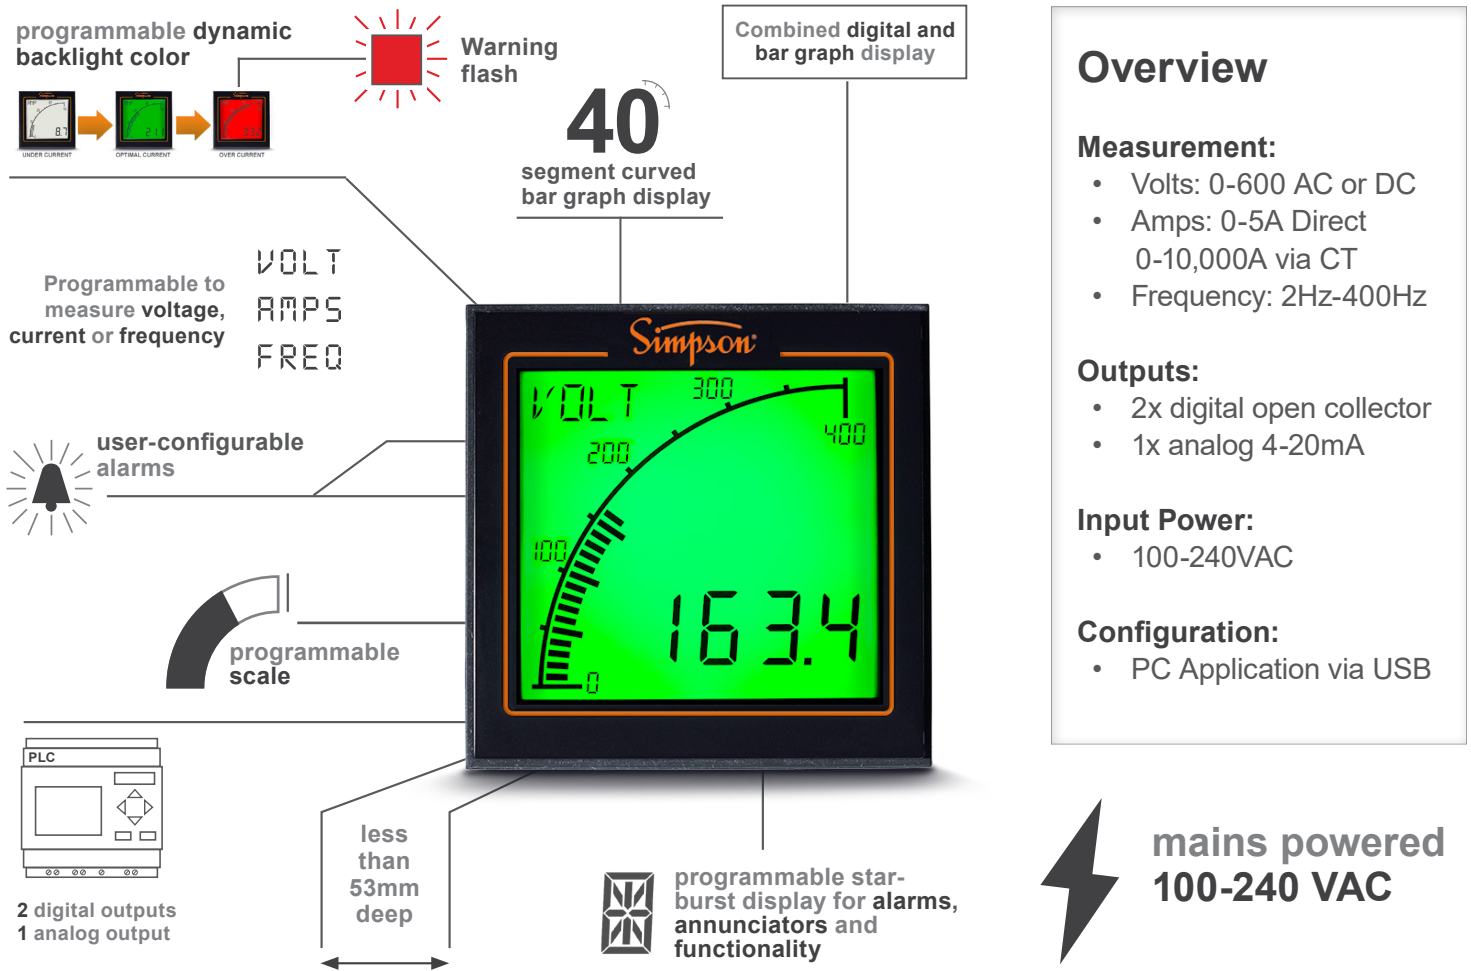 programmable dynamic
backlight color
Warning
flash
UNDER CURRENT
OPTIMAL CURRENT
OVER CURRENT
40
segment curved
bar graph display
Combined digital and
bar graph display
Programmable to
measure voltage,
current or frequency
VOLT
AMPS
FREQ
user-configurable
alarms
programmable
scale
PLC
2 digital outputs
1 analog output
less
than
53mm
deep
Simpson
VOLT
300
400
200
100
0
163.4
programmable star-
burst display for alarms,
annunciators and
functionality
Overview
Measurement:
• Volts: 0-600 AC or DC
• Amps: 0-5A Direct
0-10,000A via CT
• Frequency: 2Hz-400Hz
Outputs:
• 2x digital open collector
• 1x analog 4-20mA
Input Power:
• 100-240VAC
Configuration:
• PC Application via USB
mains powered
100-240 VAC